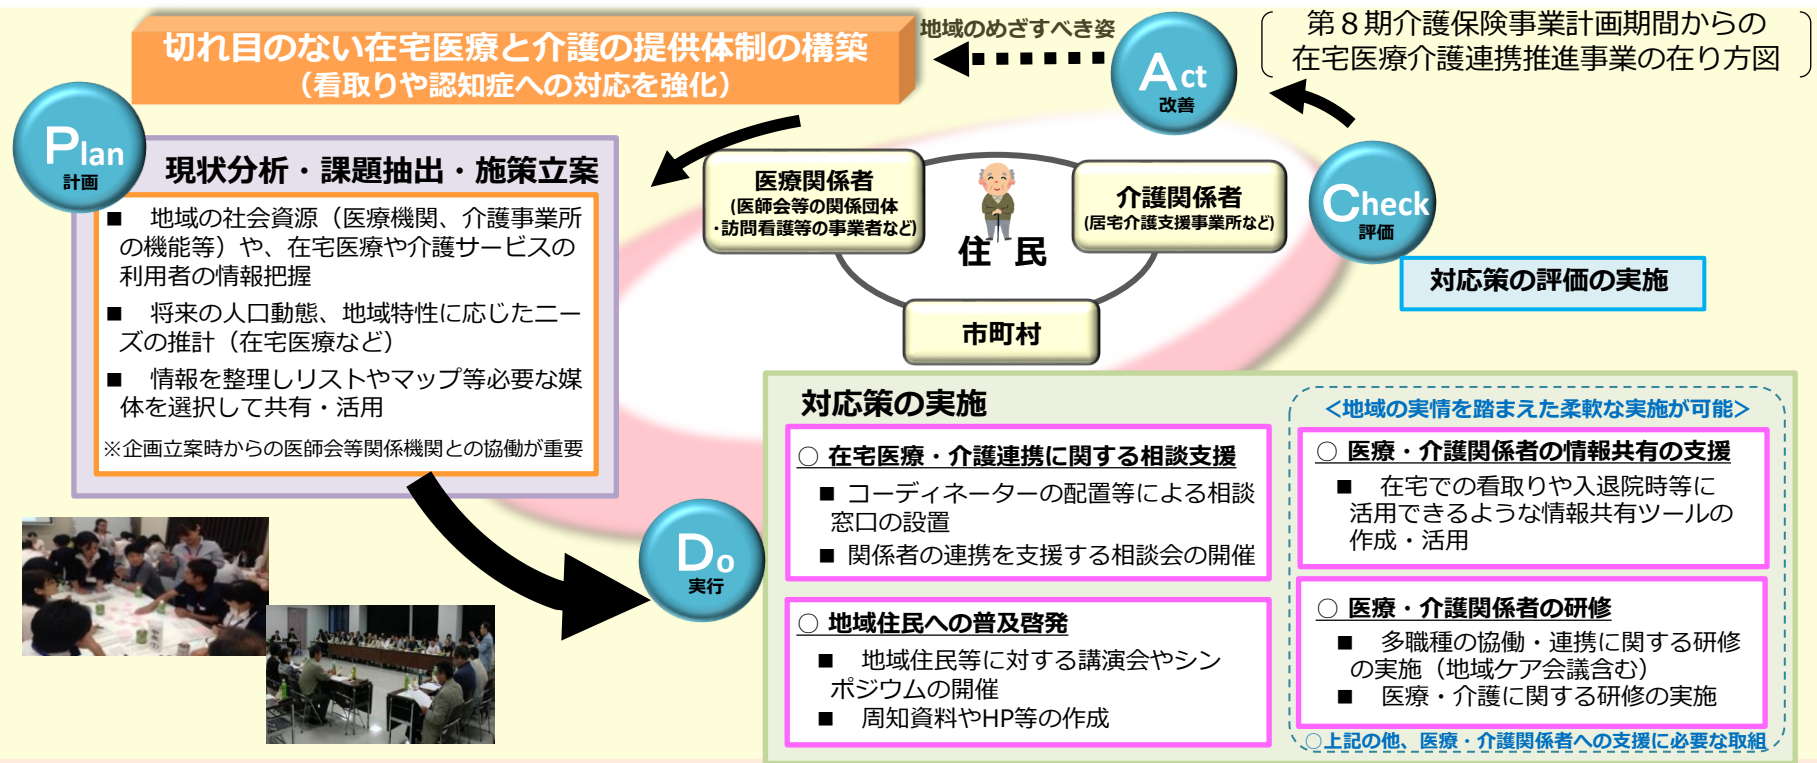 切れ目のない在宅医療と介護の提供体制の構築
（看取りや認知症への対応を強化）
地域のめざすべき姿
Act
改善
第８期介護保険事業計画期間からの
在宅医療介護連携推進事業の在り方図
Plan
計画
現状分析・課題抽出・施策立案
■　地域の社会資源（医療機関、介護事業所
の機能等）や、在宅医療や介護サービスの
利用者の情報把握
■　将来の人口動態、地域特性に応じたニー
ズの推計（在宅医療など）
■　情報を整理しリストやマップ等必要な媒
体を選択して共有・活用
※企画立案時からの医師会等関係機関との協働が重要
医療関係者
(医師会等の関係団体
・訪問看護等の事業者など)
住 民
介護関係者
(居宅介護支援事業所など)
市町村
Check
評価
対応策の評価の実施
Do
実行
対応策の実施
○ 在宅医療・介護連携に関する相談支援
■ コーディネーターの配置等による相談
窓口の設置
■ 関係者の連携を支援する相談会の開催
○ 地域住民への普及啓発
■　地域住民等に対する講演会やシン
ポジウムの開催
■　周知資料やHP等の作成
＜地域の実情を踏まえた柔軟な実施が可能＞
○ 医療・介護関係者の情報共有の支援
■　在宅での看取りや入退院時等に
活用できるような情報共有ツールの
作成・活用
○ 医療・介護関係者の研修
■　多職種の協働・連携に関する研修
の実施（地域ケア会議含む）
■　医療・介護に関する研修の実施
○上記の他、医療・介護関係者への支援に必要な取組